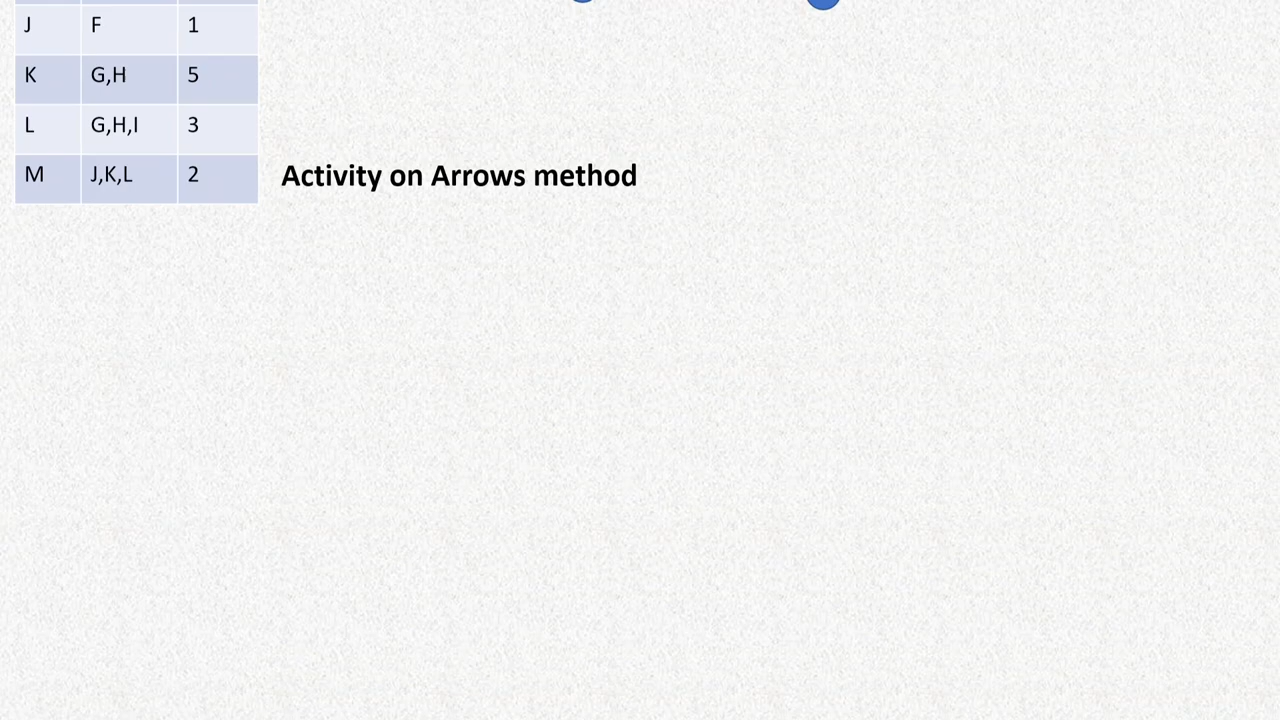 J F 1
K G,H 5
L G,H,I 3
M J,K,L 2
Activity on Arrows method